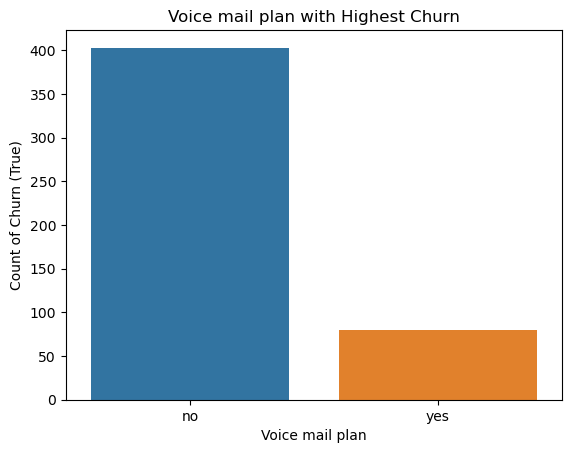 Voice mail plan with Highest Churn
Count of Churn (True)
400
350
300
250
200
150
100
50
0
no
yes
Voice mail plan